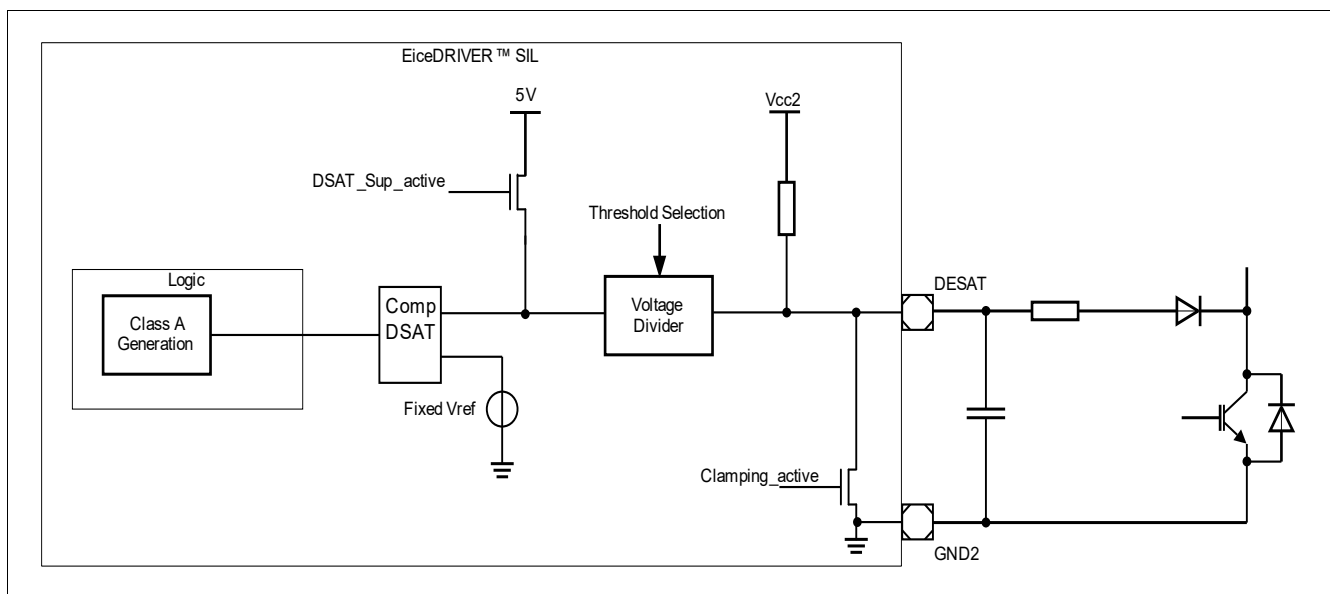 EiceDRIVER™ SIL
5V
Vcc2
DSAT_Sup_active
Threshold Selection
DESAT
Logic
Class A
Generation
Comp
DSAT
Voltage
Divider
Fixed Vref
Clamping_active
GND2